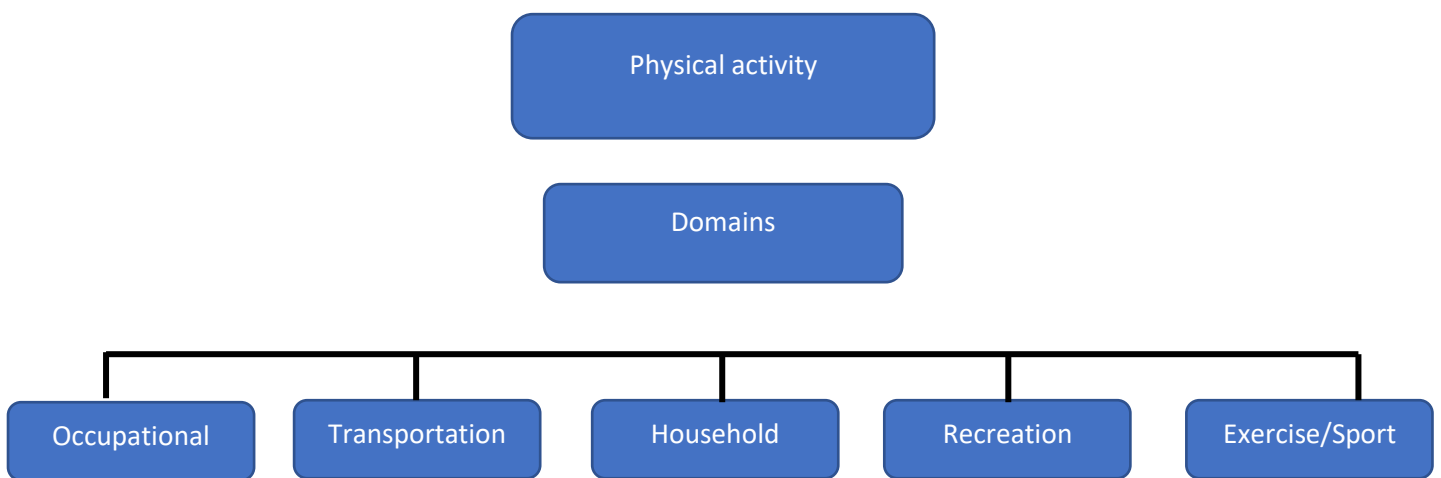 Physical activity
Domains
Occupational
Transportation
Household
Recreation
Exercise/Sport